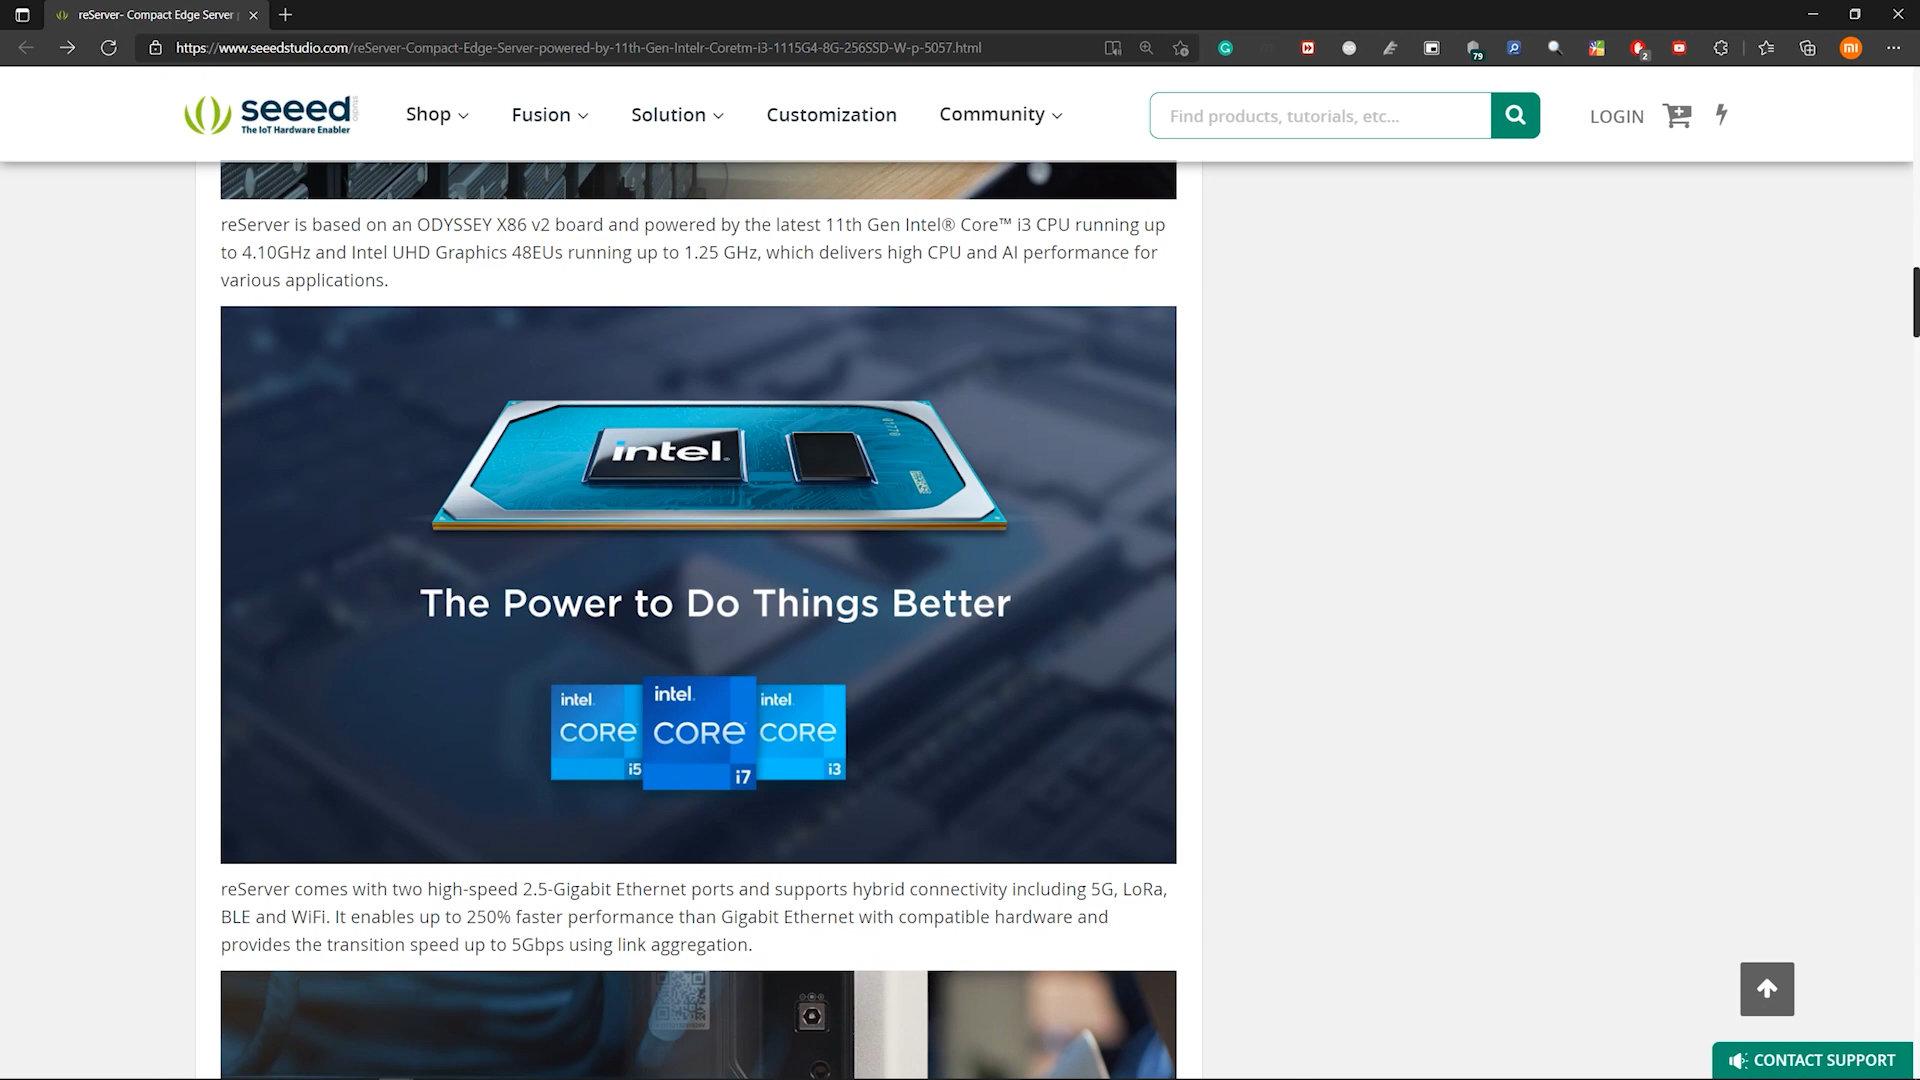 reServer- Compact Edge Server
https://www.seeedstudio.com/reServer-Compact-Edge-Server-powered-by-11th-Gen-Intelr-Coretm-i3-1115G4-8G-256SSD-W-p-5057.html
79
2
mi
seeed studio
The IoT Hardware Enabler
Shop
Fusion
Solution
Customization
Community
Find products, tutorials, etc...
LOGIN
reServer is based on an ODYSSEY X86 v2 board and powered by the latest 11th Gen Intel® Core™ i3 CPU running up
to 4.10GHz and Intel UHD Graphics 48EUs running up to 1.25 GHz, which delivers high CPU and AI performance for
various applications.
intel.
The Power to Do Things Better
intel. CORE i5
intel. CORE™ i7
intel. CORE i3
reServer comes with two high-speed 2.5-Gigabit Ethernet ports and supports hybrid connectivity including 5G, LoRa,
BLE and WiFi. It enables up to 250% faster performance than Gigabit Ethernet with compatible hardware and
provides the transition speed up to 5Gbps using link aggregation.
CONTACT SUPPORT